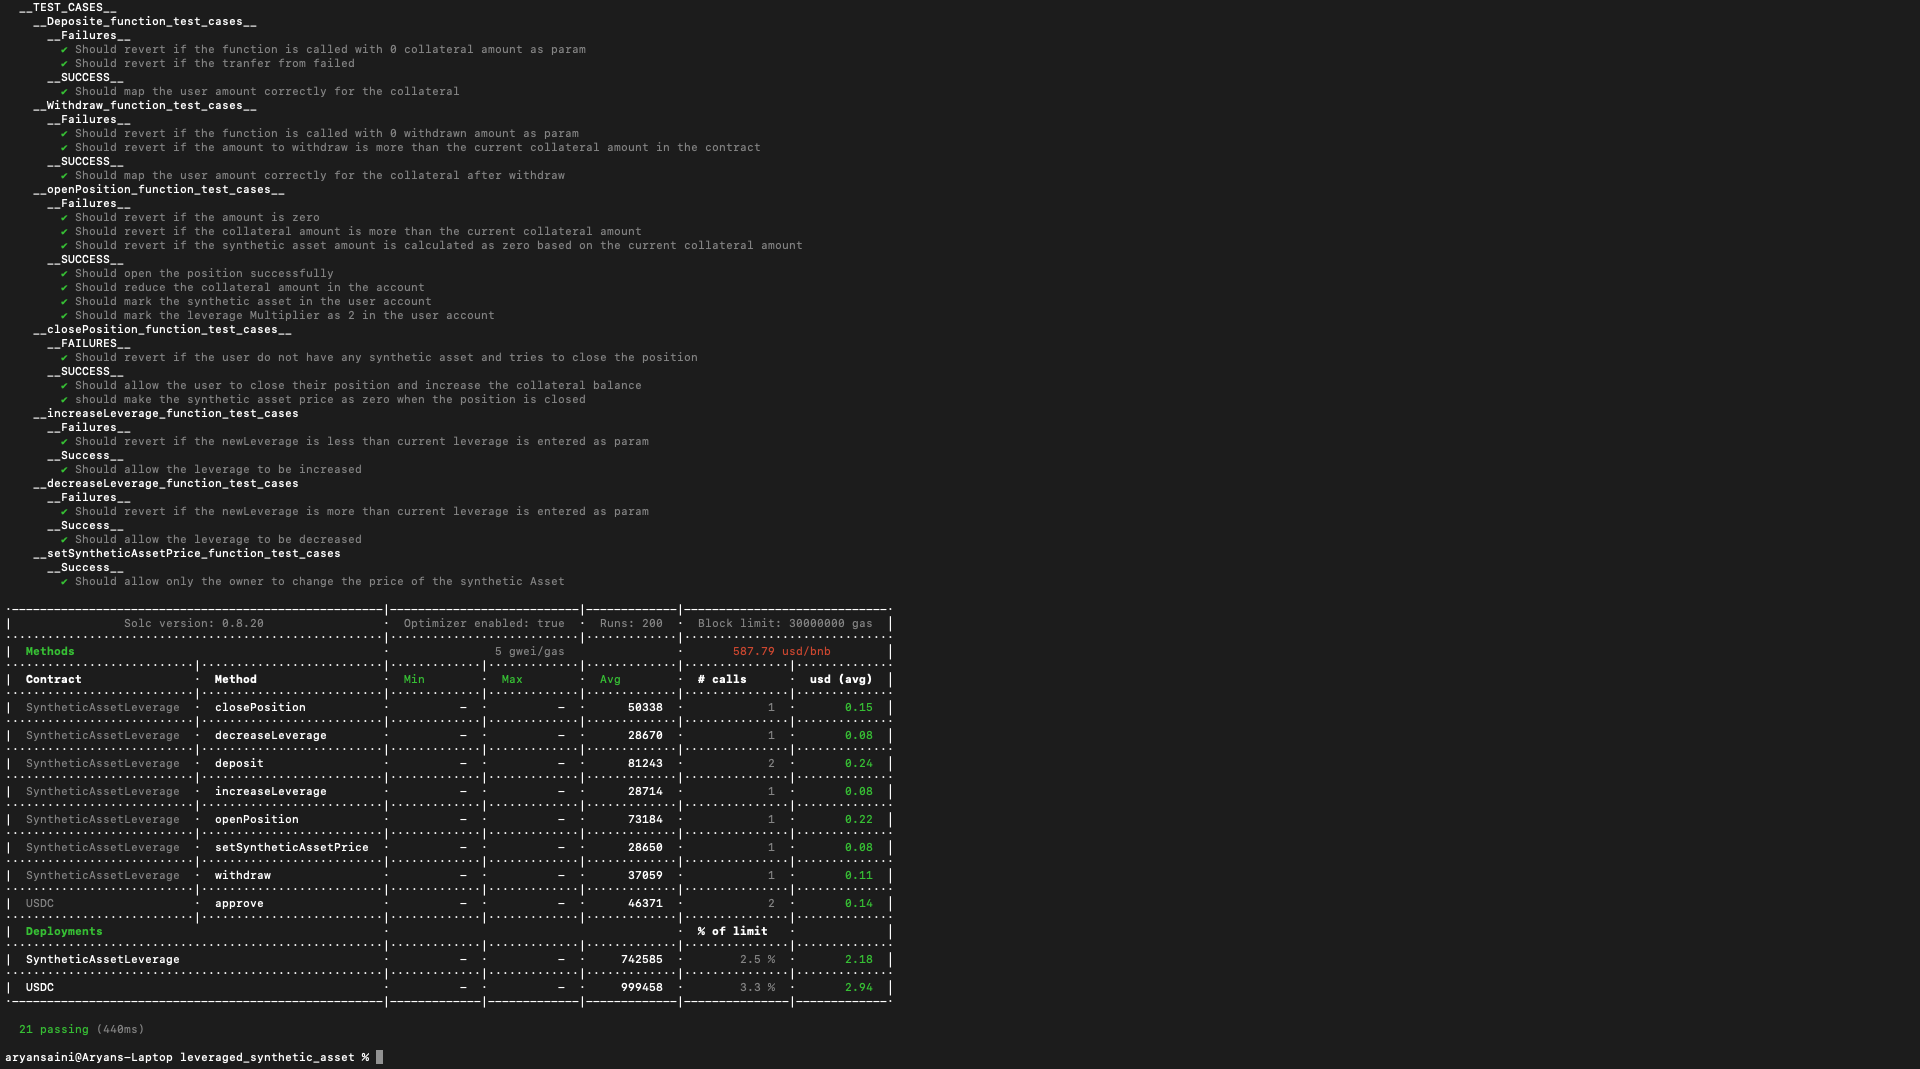 __TEST_CASES__
__Deposite_function_test_cases__
__Failures__
✔ Should revert if the function is called with 0 collateral amount as param
✔ Should revert if the tranfer from failed
__SUCCESS__
✔ Should map the user amount correctly for the collateral
__Withdraw_function_test_cases__
__Failures__
✔ Should revert if the function is called with 0 withdrawn amount as param
✔ Should revert if the amount to withdraw is more than the current collateral amount in the contract
__SUCCESS__
✔ Should map the user amount correctly for the collateral after withdraw
__openPosition_function_test_cases__
__Failures__
✔ Should revert if the amount is zero
✔ Should revert if the collateral amount is more than the current collateral amount
✔ Should revert if the synthetic asset amount is calculated as zero based on the current collateral amount
__SUCCESS__
✔ Should open the position successfully
✔ Should reduce the collateral amount in the account
✔ Should mark the synthetic asset in the user account
✔ Should mark the leverage Multiplier as 2 in the user account
__closePosition_function_test_cases__
__FAILURES__
✔ Should revert if the user do not have any synthetic asset and tries to close the position
__SUCCESS__
✔ Should allow the user to close their position and increase the collateral balance
✔ should make the synthetic asset price as zero when the position is closed
__increaseLeverage_function_test_cases
__Failures__
✔ Should revert if the newLeverage is less than current leverage is entered as param
__Success__
✔ Should allow the leverage to be increased
__decreaseLeverage_function_test_cases
__Failures__
✔ Should revert if the newLeverage is more than current leverage is entered as param
__Success__
✔ Should allow the leverage to be decreased
__setSyntheticAssetPrice_function_test_cases
__Success__
✔ Should allow only the owner to change the price of the synthetic Asset
Solc version: 0.8.20 · Optimizer enabled: true · Runs: 200 · Block limit: 30000000 gas
Methods · 5 gwei/gas · 587.79 usd/bnb
Contract · Method · Min · Max · Avg · # calls · usd (avg)
SyntheticAssetLeverage · closePosition · – · – · 50338 · 1 · 0.15
SyntheticAssetLeverage · decreaseLeverage · – · – · 28670 · 1 · 0.08
SyntheticAssetLeverage · deposit · – · – · 81243 · 2 · 0.24
SyntheticAssetLeverage · increaseLeverage · – · – · 28714 · 1 · 0.08
SyntheticAssetLeverage · openPosition · – · – · 73184 · 1 · 0.22
SyntheticAssetLeverage · setSyntheticAssetPrice · – · – · 28650 · 1 · 0.08
SyntheticAssetLeverage · withdraw · – · – · 37059 · 1 · 0.11
USDC · approve · – · – · 46371 · 2 · 0.14
Deployments · % of limit ·
SyntheticAssetLeverage · – · – · 742585 · 2.5 % · 2.18
USDC · – · – · 999458 · 3.3 % · 2.94
21 passing (440ms)
aryansaini@Aryans-Laptop leveraged_synthetic_asset %